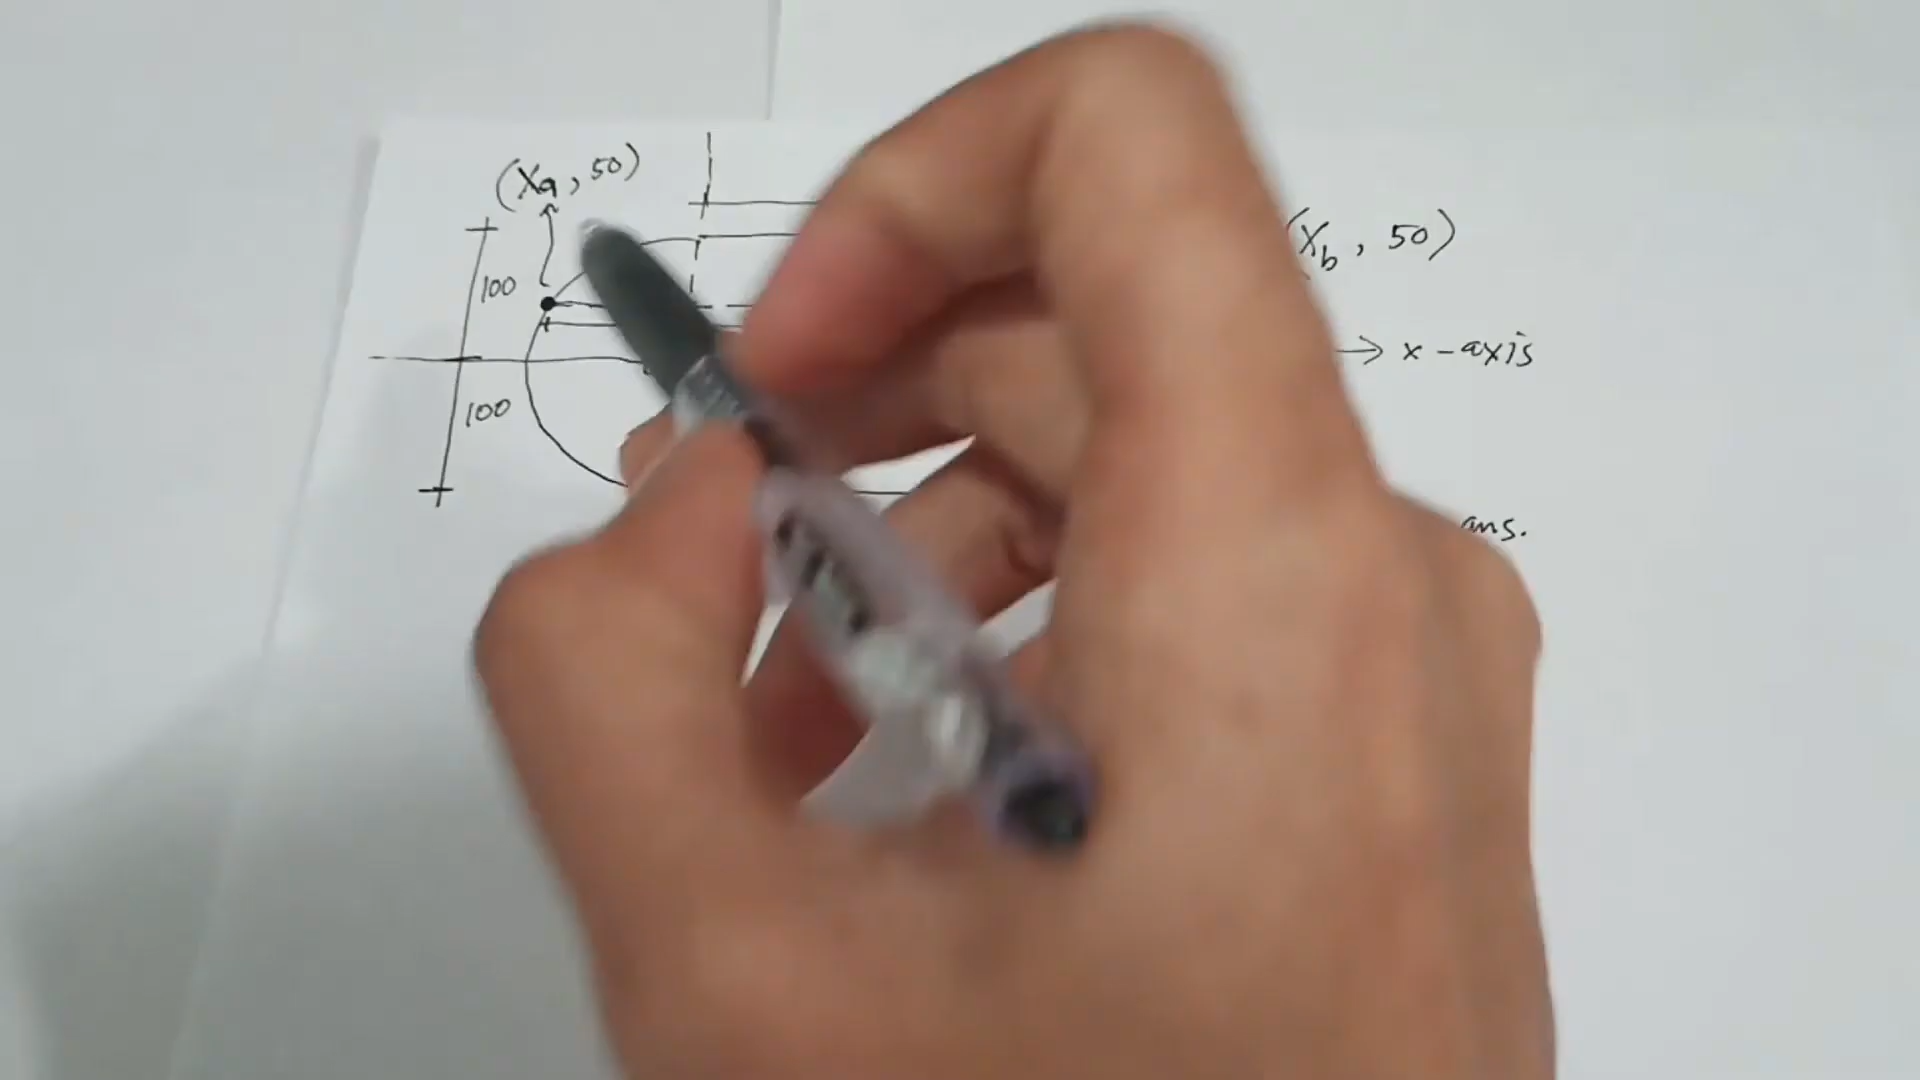 (Xa, 50)
(Xb, 50)
100
x-axis
100
ans.